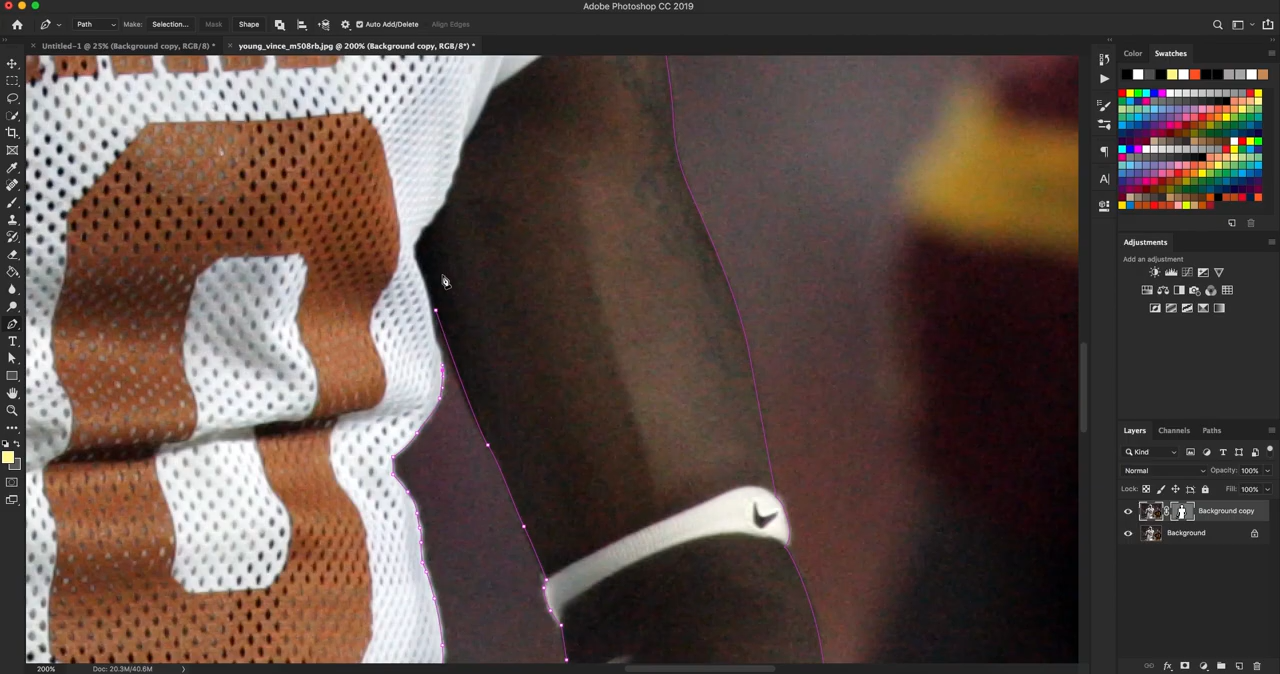 Adobe Photoshop CC 2019
Path Make: Selection... Mask Shape Auto Add/Delete Align Edges
Untitled-1 @ 25% (Background copy, RGB/8) *
young_vince_m508rb.jpg @ 200% (Background copy, RGB/8*) *
Color Swatches
Adjustments
Add an adjustment
Layers Channels Paths
Kind
Normal Opacity: 100%
Lock: Fill: 100%
Background copy
Background
200% Doc: 20.3M/40.6M